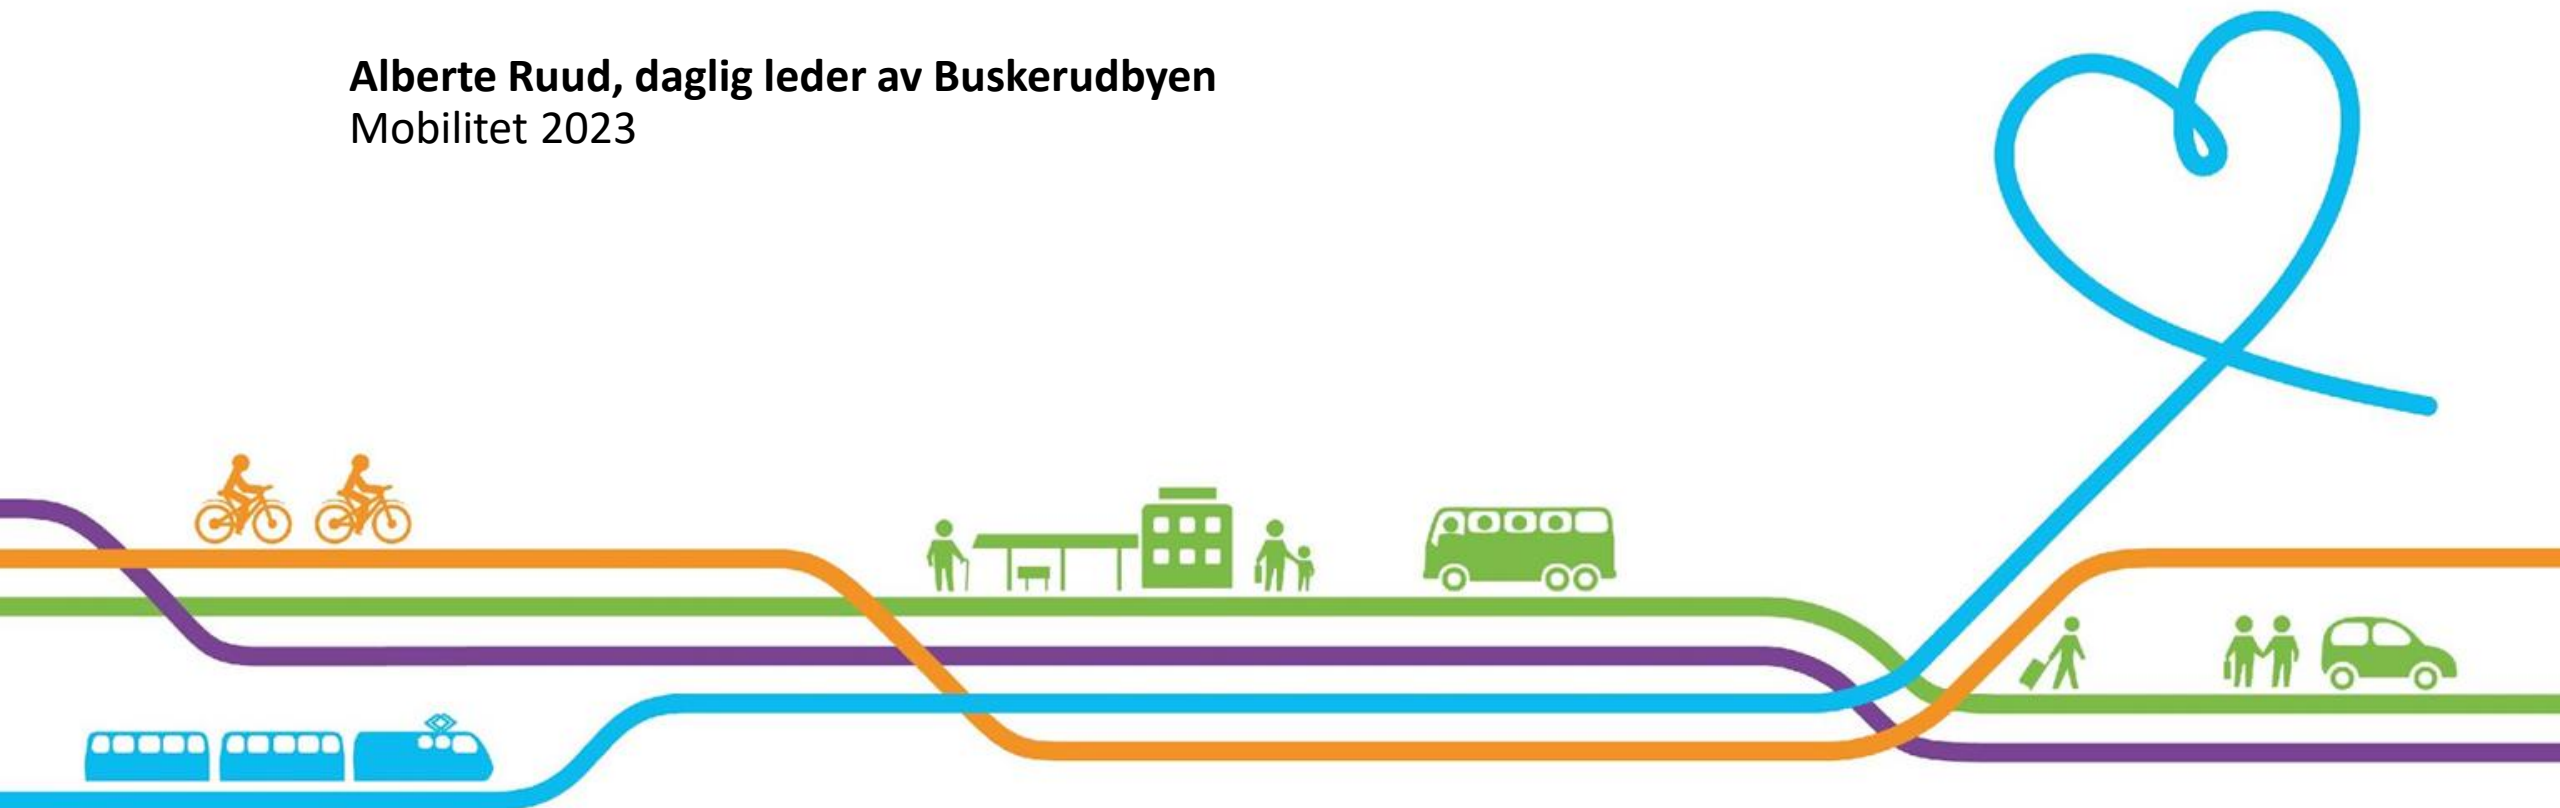 Alberte Ruud, daglig leder av Buskerudbyen
Mobilitet 2023